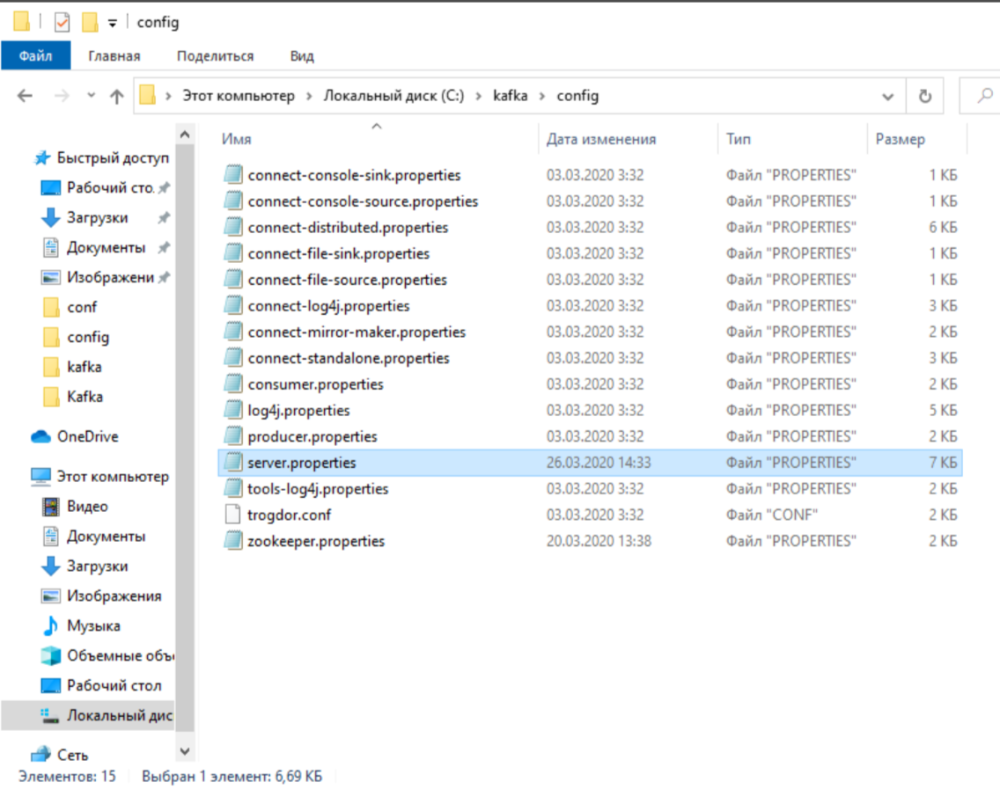 config
Файл Главная Поделиться Вид
Этот компьютер Локальный диск (C:) kafka config
Имя Дата изменения Тип Размер
Быстрый доступ
Рабочий сто.
Загрузки
Документы
Изображени
conf
config
kafka
Kafka
OneDrive
Этот компьютер
Видео
Документы
Загрузки
Изображения
Музыка
Объемные объ
Рабочий стол
Локальный дис
Сеть
connect-console-sink.properties 03.03.2020 3:32 Файл "PROPERTIES" 1 КБ
connect-console-source.properties 03.03.2020 3:32 Файл "PROPERTIES" 1 КБ
connect-distributed.properties 03.03.2020 3:32 Файл "PROPERTIES" 6 КБ
connect-file-sink.properties 03.03.2020 3:32 Файл "PROPERTIES" 1 КБ
connect-file-source.properties 03.03.2020 3:32 Файл "PROPERTIES" 1 КБ
connect-log4j.properties 03.03.2020 3:32 Файл "PROPERTIES" 3 КБ
connect-mirror-maker.properties 03.03.2020 3:32 Файл "PROPERTIES" 2 КБ
connect-standalone.properties 03.03.2020 3:32 Файл "PROPERTIES" 3 КБ
consumer.properties 03.03.2020 3:32 Файл "PROPERTIES" 2 КБ
log4j.properties 03.03.2020 3:32 Файл "PROPERTIES" 5 КБ
producer.properties 03.03.2020 3:32 Файл "PROPERTIES" 2 КБ
server.properties 26.03.2020 14:33 Файл "PROPERTIES" 7 КБ
tools-log4j.properties 03.03.2020 3:32 Файл "PROPERTIES" 2 КБ
trogdor.conf 03.03.2020 3:32 Файл "CONF" 2 КБ
zookeeper.properties 20.03.2020 13:38 Файл "PROPERTIES" 2 КБ
Элементов: 15 Выбран 1 элемент: 6,69 КБ